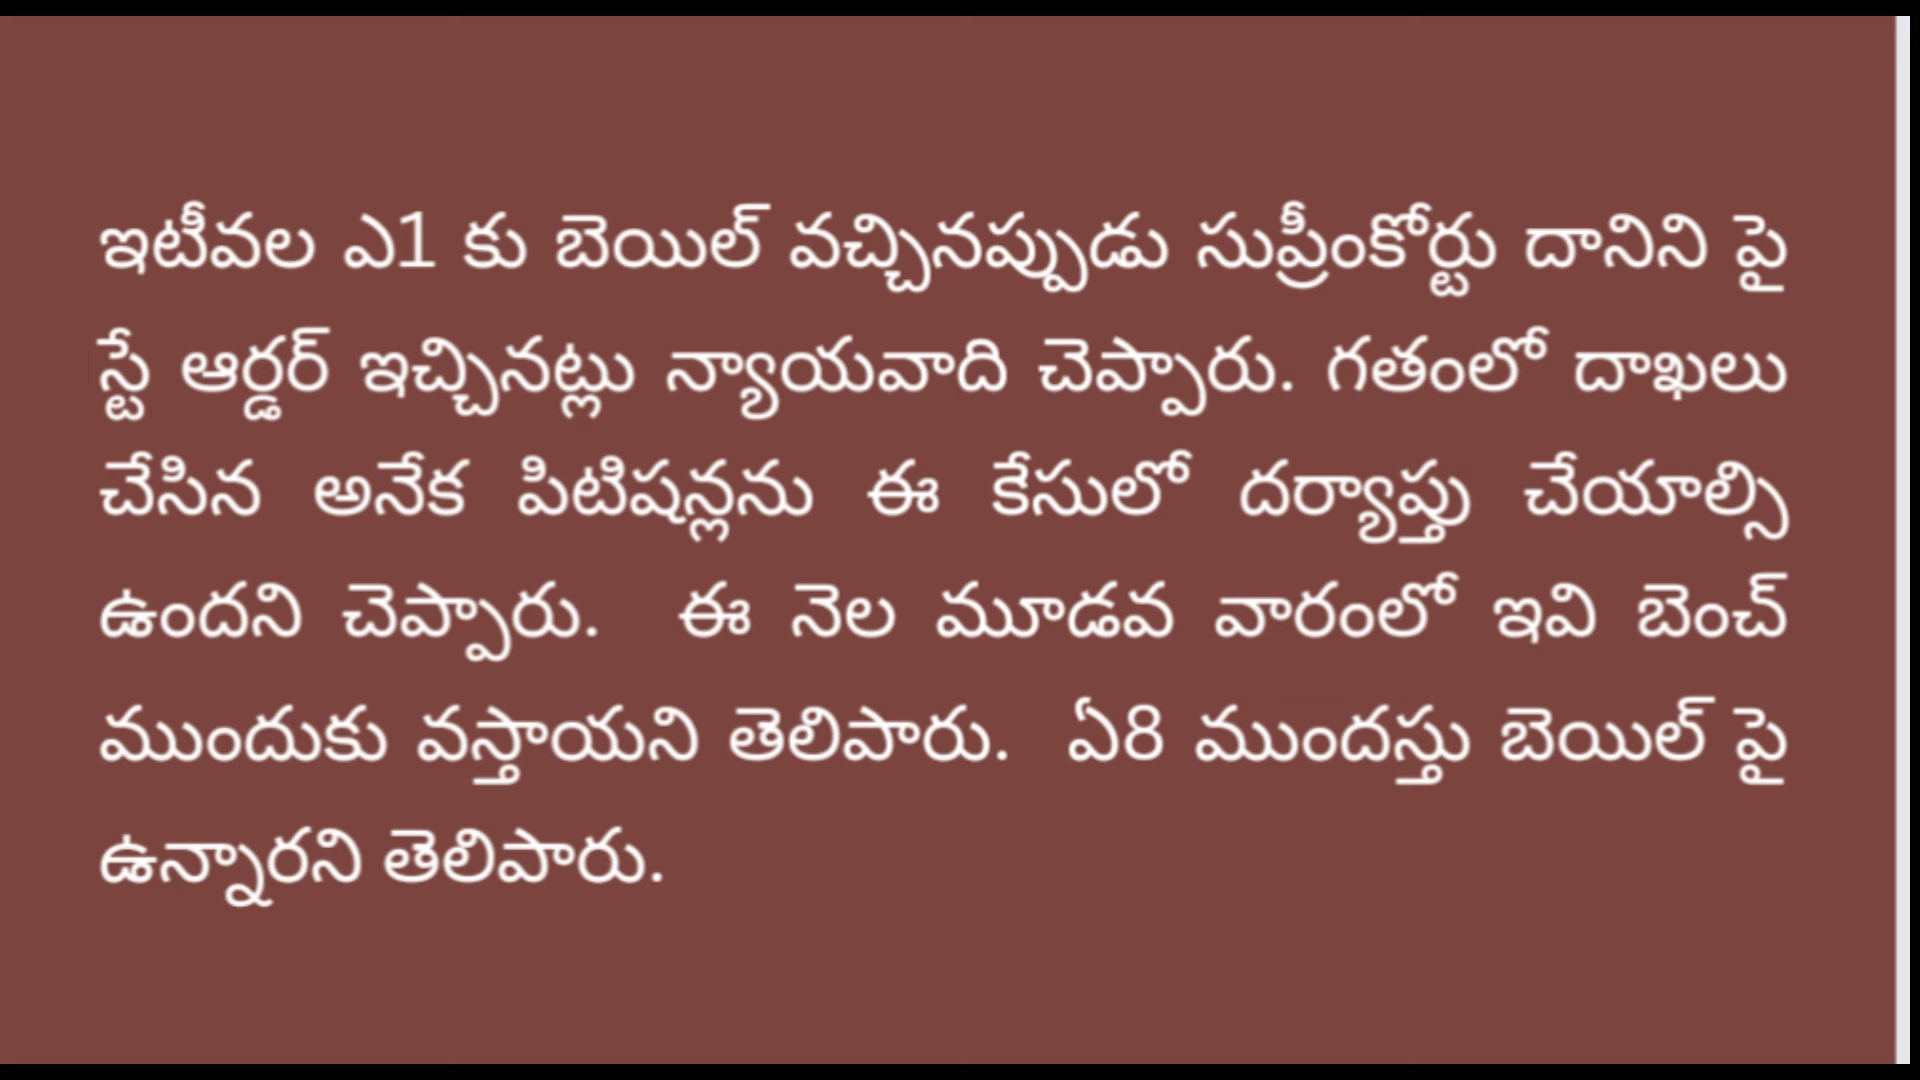 ఇటీవల ఎ1 కు బెయిల్ వచ్చినప్పుడు సుప్రీంకోర్టు దానిని పై
స్టే ఆర్డర్ ఇచ్చినట్లు న్యాయవాది చెప్పారు. గతంలో దాఖలు
చేసిన అనేక పిటిషన్లను ఈ కేసులో దర్యాప్తు చేయాల్సి
ఉందని చెప్పారు. ఈ నెల మూడవ వారంలో ఇవి బెంచ్
ముందుకు వస్తాయని తెలిపారు. ఏ8 ముందస్తు బెయిల్ పై
ఉన్నారని తెలిపారు.